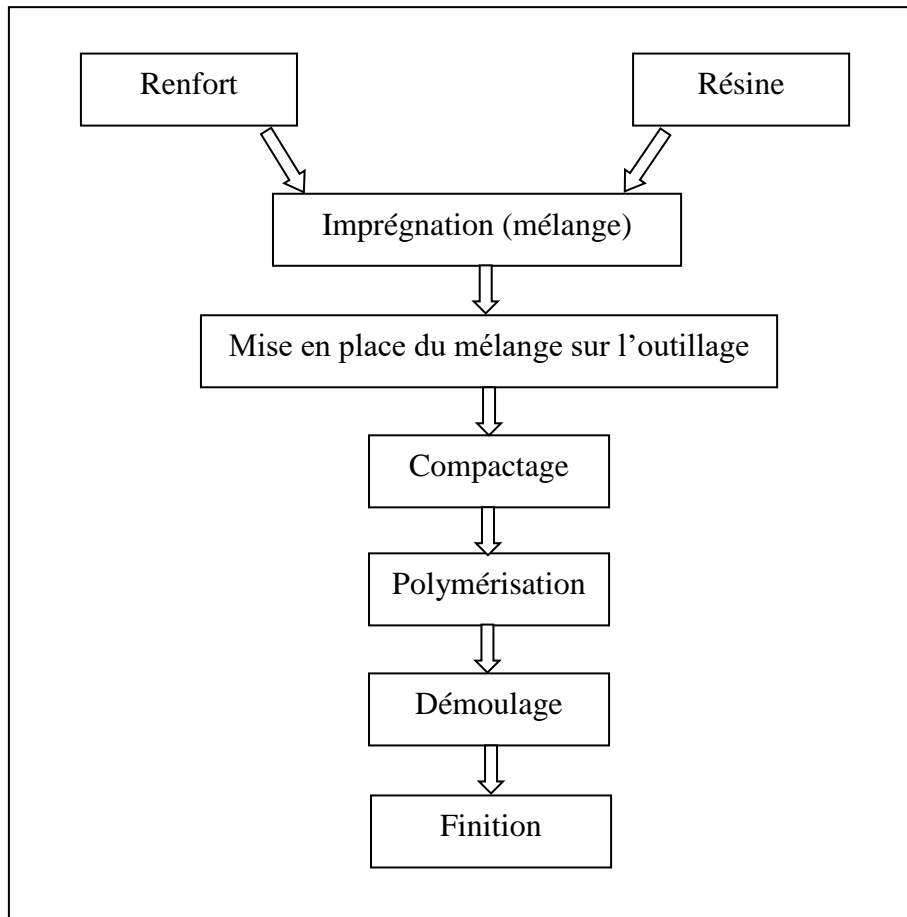 Renfort
Résine
Imprégnation (mélange)
Mise en place du mélange sur l’outillage
Compactage
Polymérisation
Démoulage
Finition